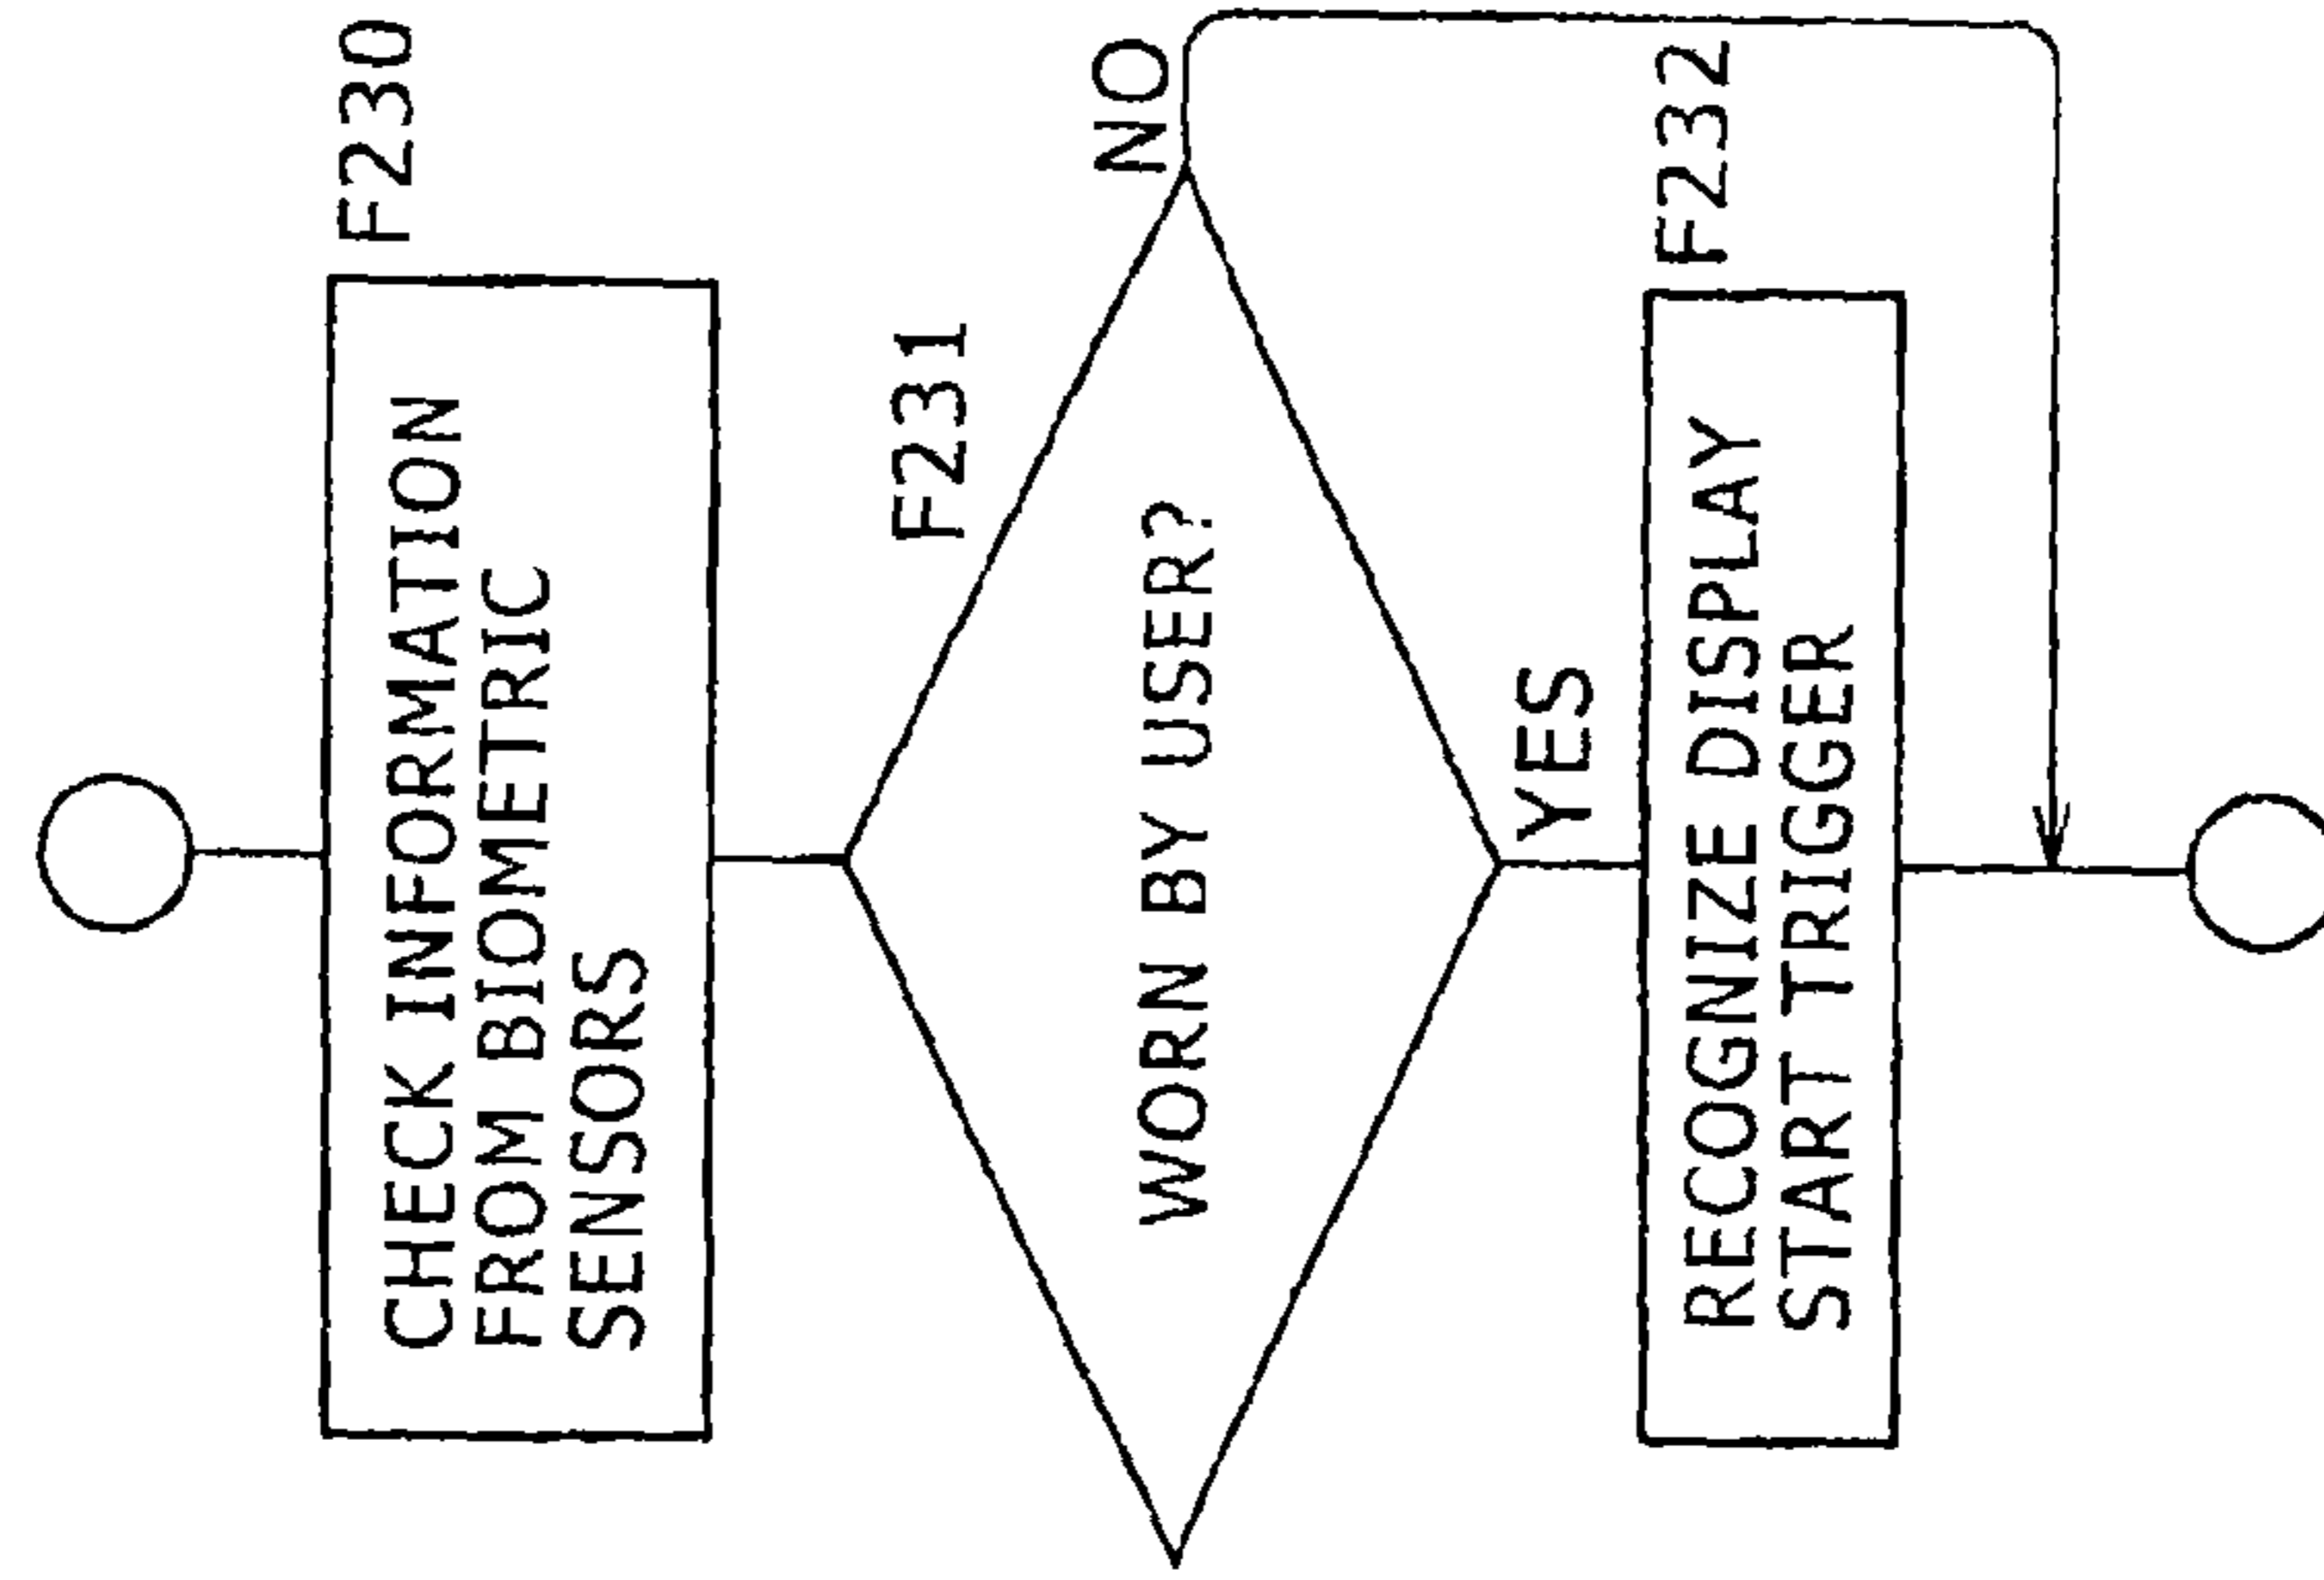 F230
CHECK INFORMATION
FROM BIOMETRIC
SENSORS
F231
WORN BY USER?
NO
YES
F232
RECOGNIZE DISPLAY
START TRIGGER